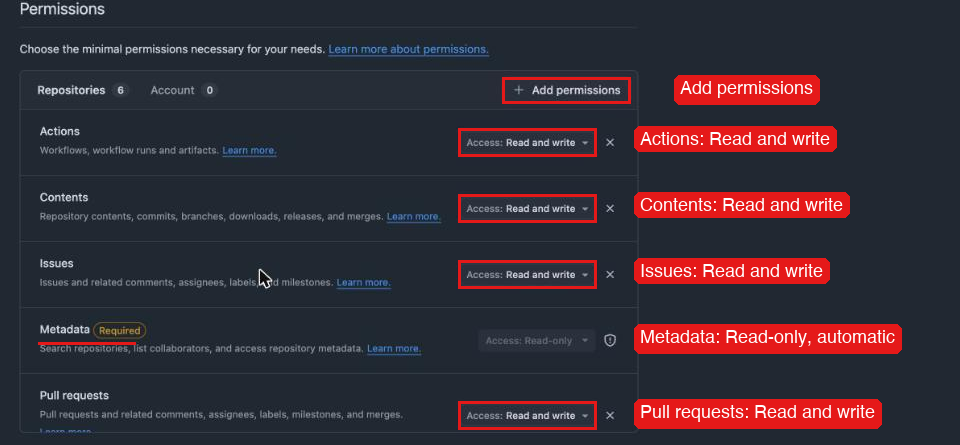 Permissions
Choose the minimal permissions necessary for your needs. Learn more about permissions.
Repositories 6 Account 0 + Add permissions
Add permissions
Actions
Workflows, workflow runs and artifacts. Learn more.
Access: Read and write
Actions: Read and write
Contents
Repository contents, commits, branches, downloads, releases, and merges. Learn more.
Access: Read and write
Contents: Read and write
Issues
Issues and related comments, assignees, labels, and milestones. Learn more.
Access: Read and write
Issues: Read and write
Metadata Required
Search repositories, list collaborators, and access repository metadata. Learn more.
Access: Read-only
Metadata: Read-only, automatic
Pull requests
Pull requests and related comments, assignees, labels, milestones, and merges.
Learn more.
Access: Read and write
Pull requests: Read and write